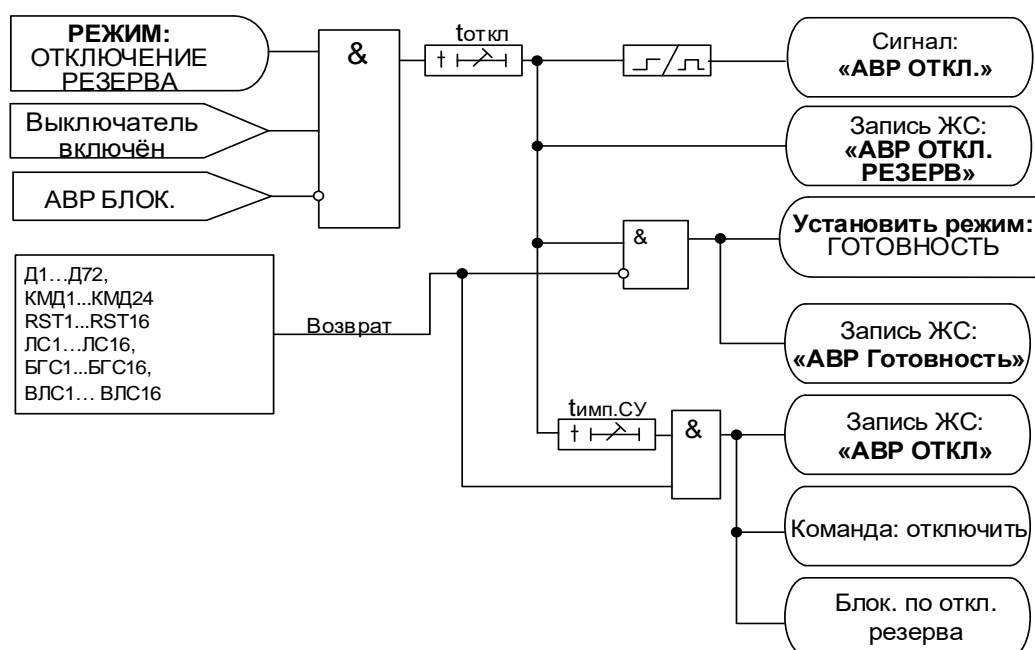 РЕЖИМ:
ОТКЛЮЧЕНИЕ
РЕЗЕРВА
Выключатель
включён
АВР БЛОК.
&
tоткл
t
Сигнал:
«АВР ОТКЛ.»
Запись ЖС:
«АВР ОТКЛ.
РЕЗЕРВ»
&
Установить режим:
ГОТОВНОСТЬ
Д1...Д72,
КМД1...КМД24
RST1...RST16
ЛС1...ЛС16,
БГС1...БГС16,
ВЛС1... ВЛС16
Возврат
Запись ЖС:
«АВР Готовность»
tимп.СУ
t
&
Запись ЖС:
«АВР ОТКЛ»
Команда: отключить
Блок. по откл.
резерва